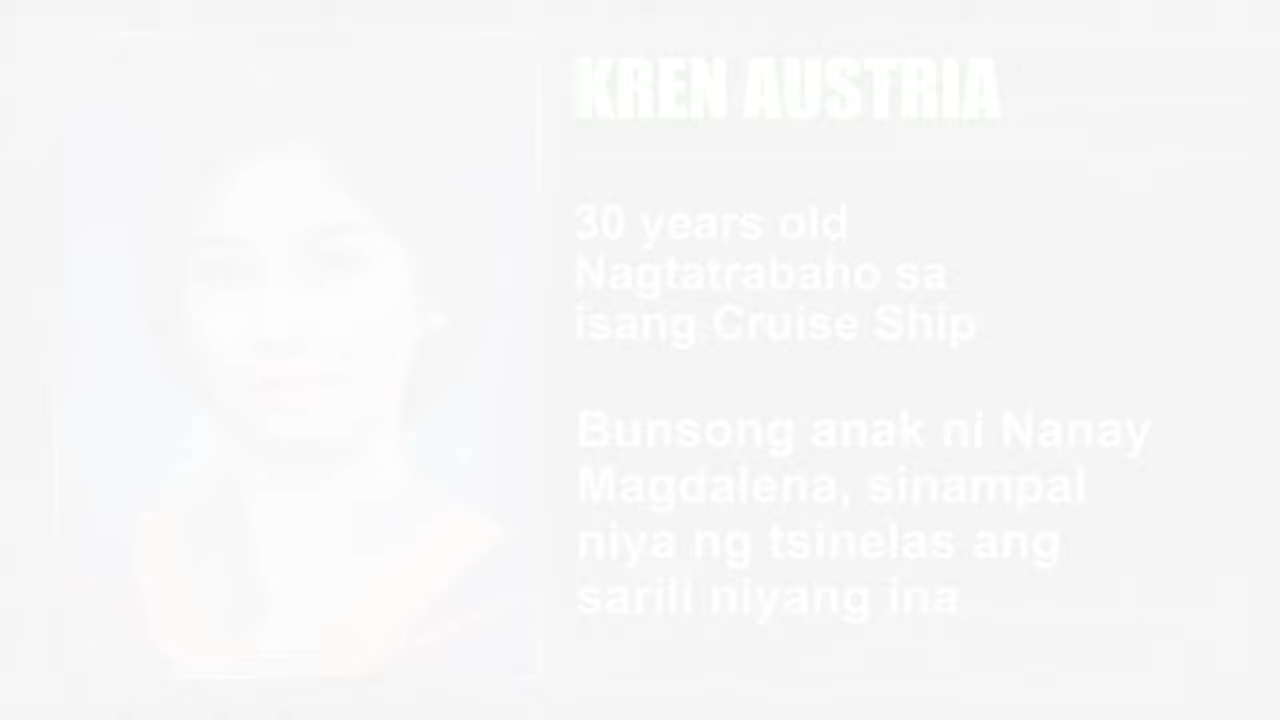 KREN AUSTRIA
30 years old
Nagtatrabaho sa
isang Cruise Ship
Bunsong anak ni Nanay
Magdalena, sinampal
niya ng tsinelas ang
sarili niyang ina